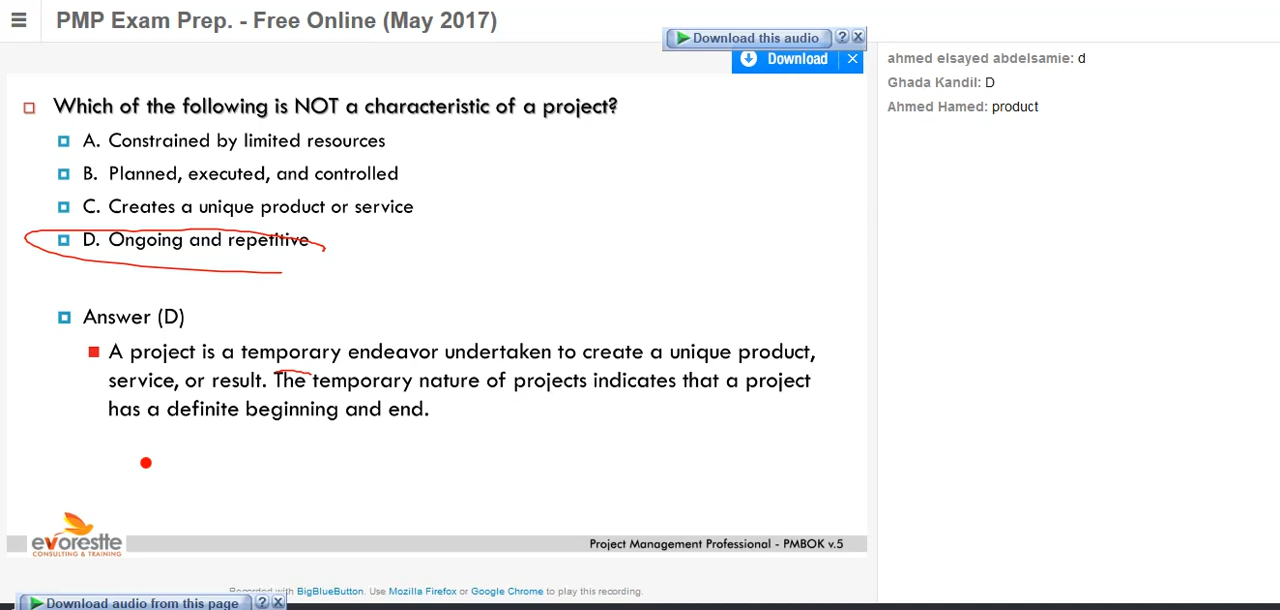 PMP Exam Prep. - Free Online (May 2017)
Download this audio ? X
Download ×
ahmed elsayed abdelsamie: d
Ghada Kandil: D
Ahmed Hamed: product
Which of the following is NOT a characteristic of a project?
A. Constrained by limited resources
B. Planned, executed, and controlled
C. Creates a unique product or service
D. Ongoing and repetitive
Answer (D)
A project is a temporary endeavor undertaken to create a unique product,
service, or result. The temporary nature of projects indicates that a project
has a definite beginning and end.
evorestte
CONSULTING & TRAINING
Project Management Professional - PMBOK v.5
Recorded with BigBlueButton. Use Mozilla Firefox or Google Chrome to play this recording.
Download audio from this page ? X